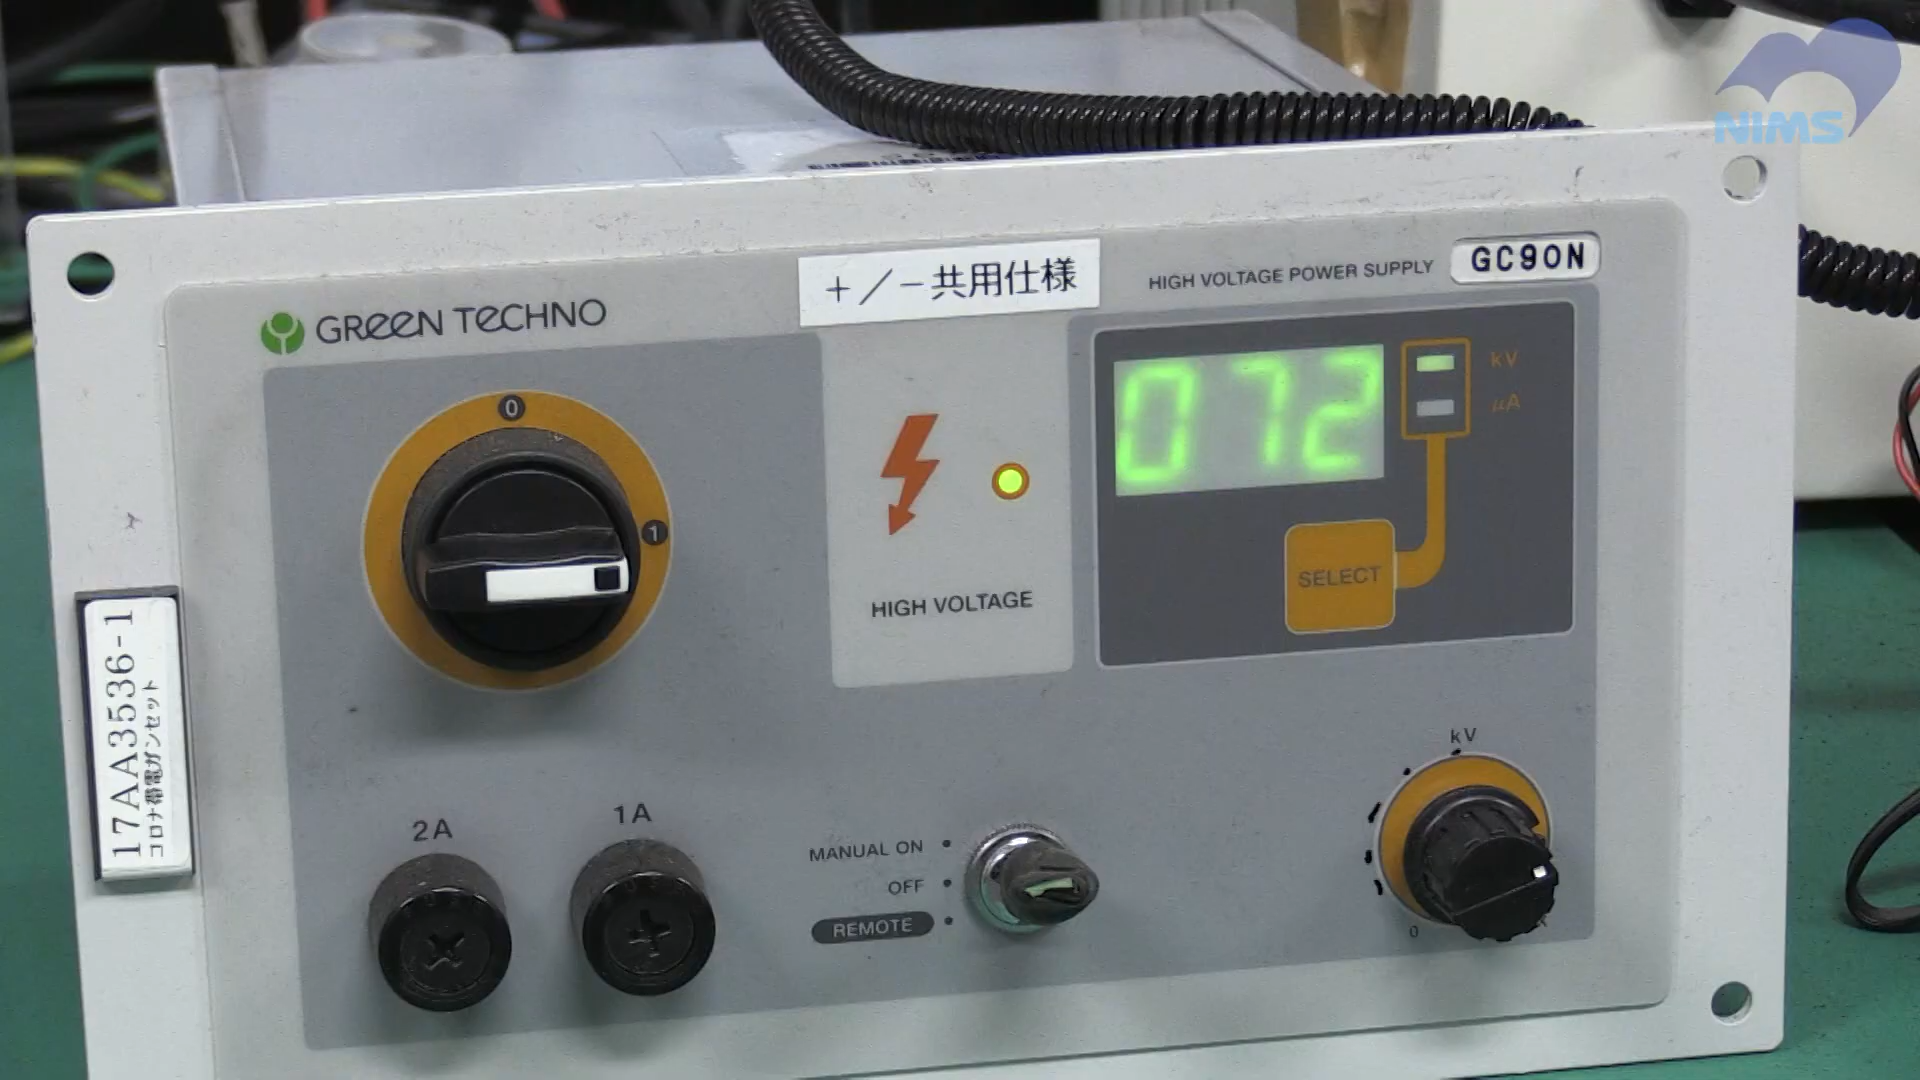 NIMS
GREEN TECHNO
+/−共用仕様
HIGH VOLTAGE POWER SUPPLY
GC90N
0
1
HIGH VOLTAGE
072
kV
μA
SELECT
17AA3536-1
コロナ帯電ガンセット
2A
1A
MANUAL ON
OFF
REMOTE
kV
0